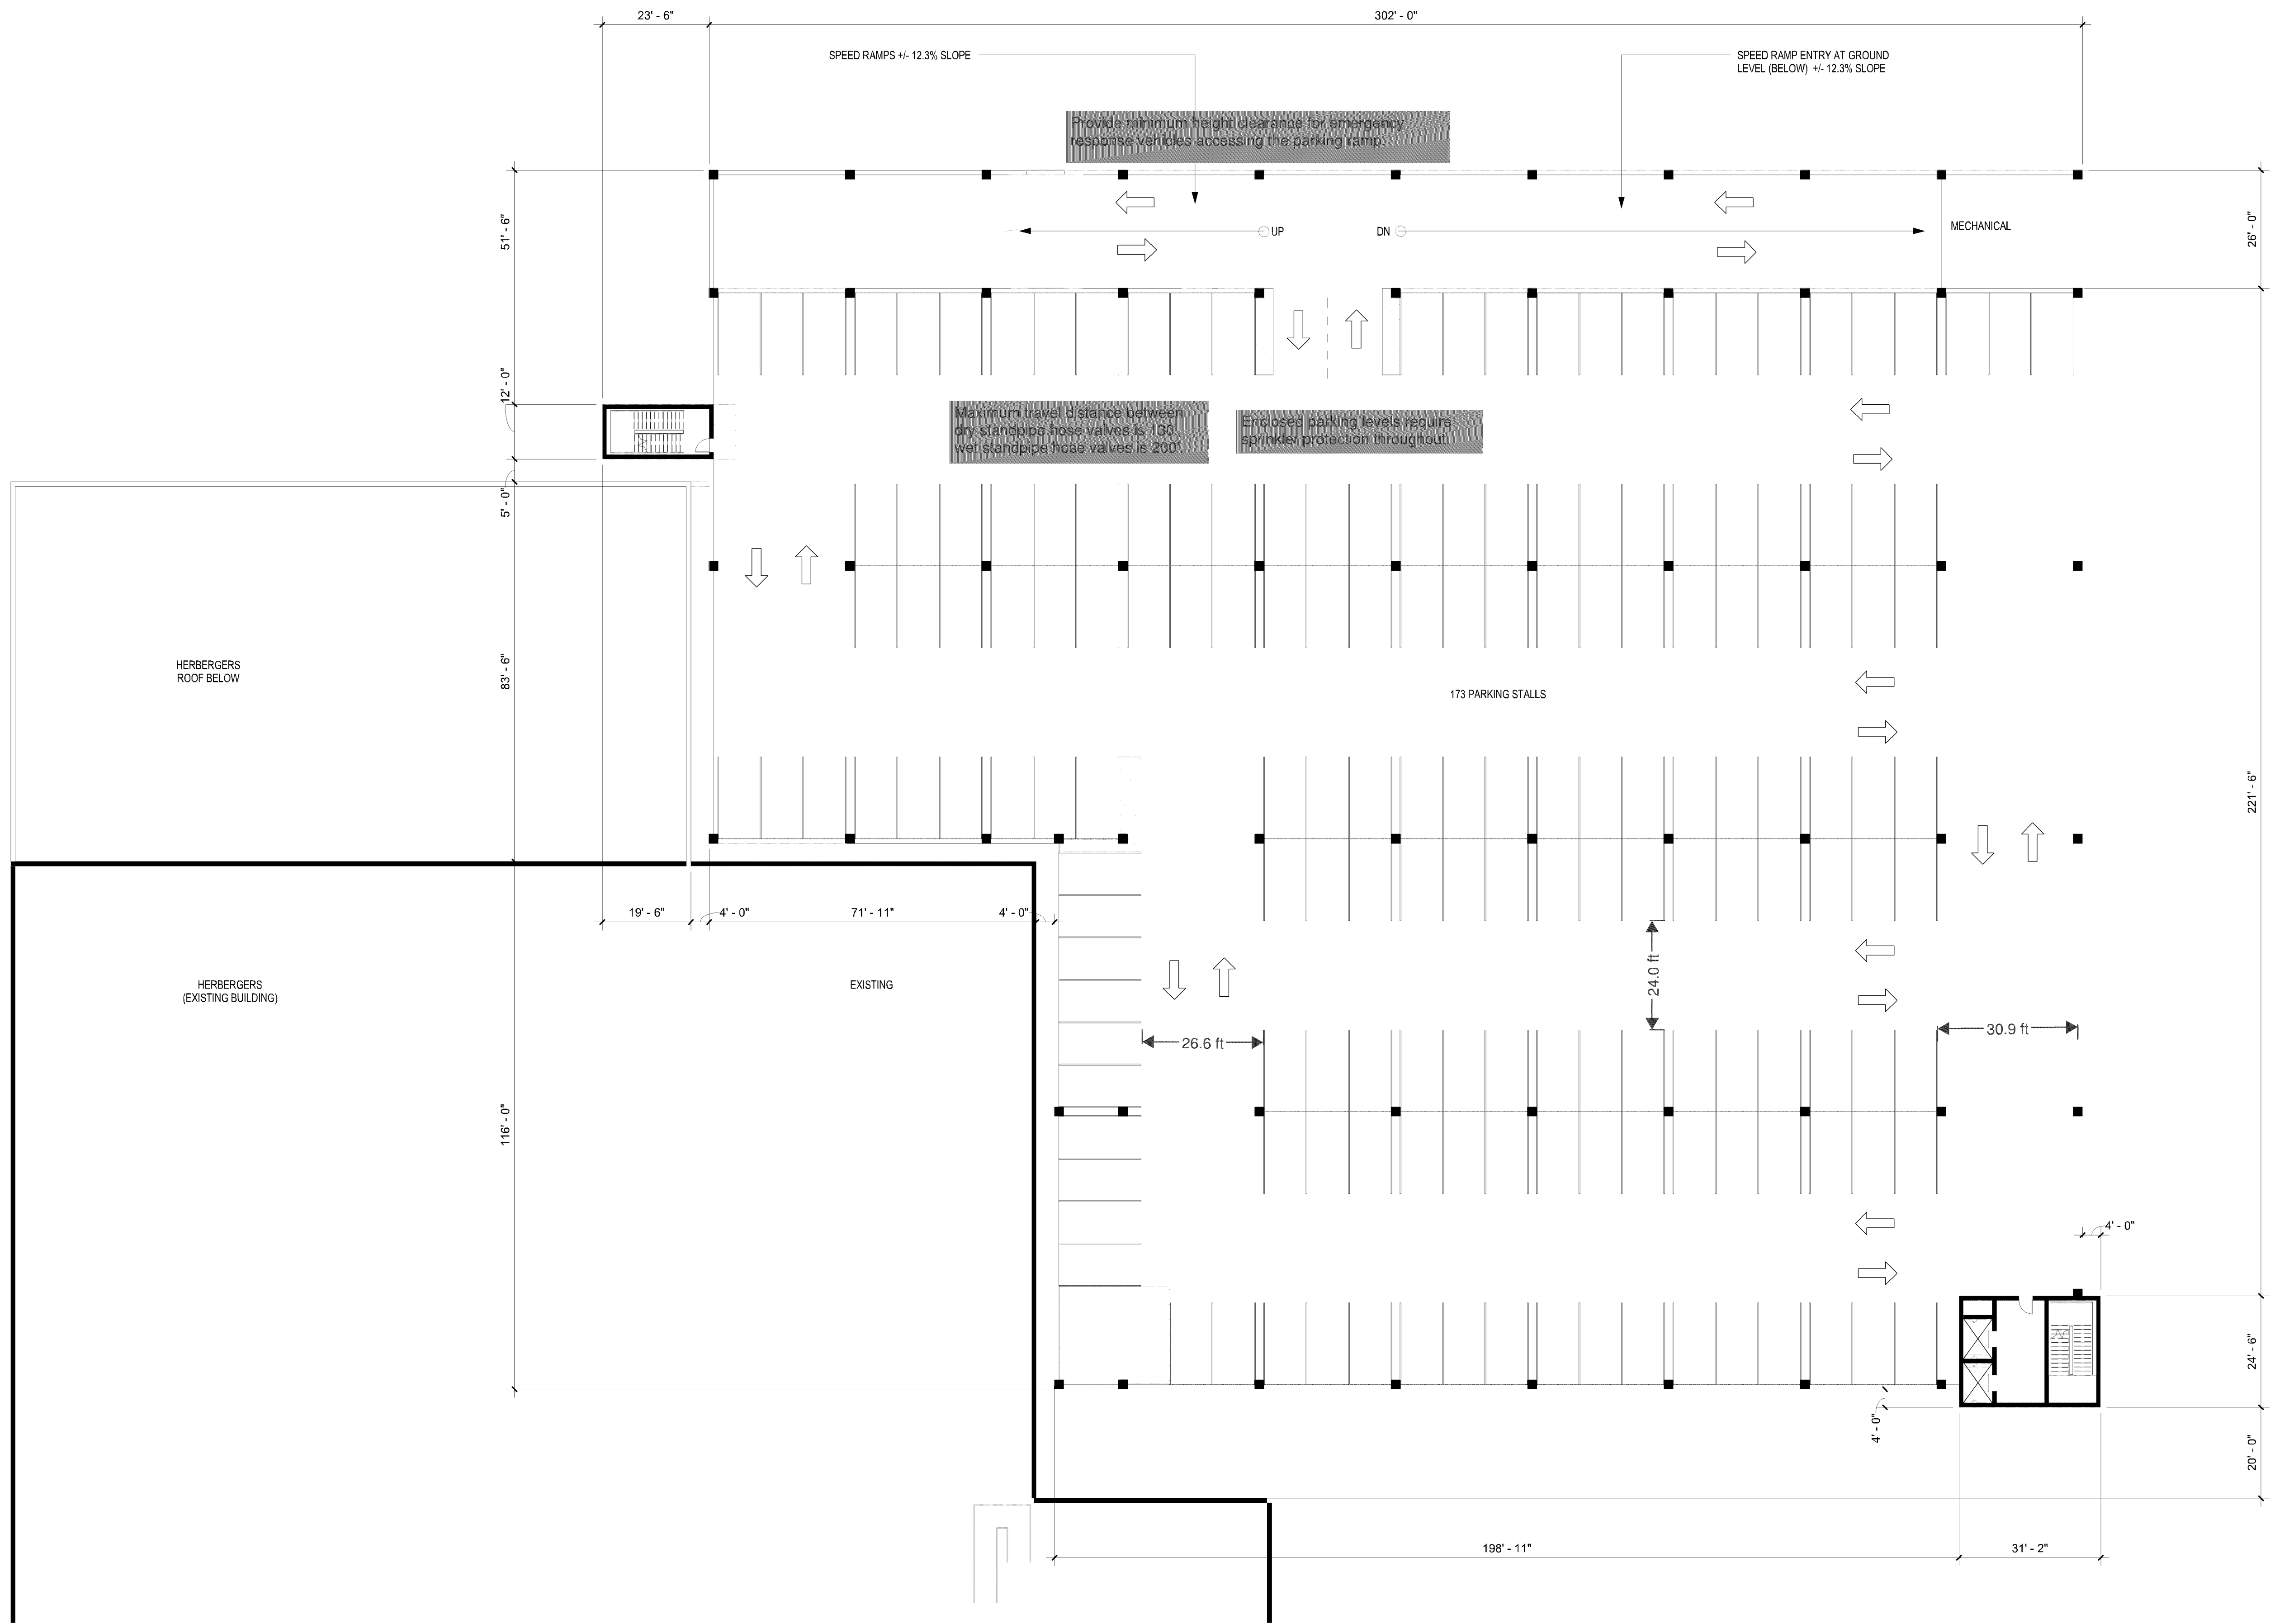 23' - 6"
302' - 0"
SPEED RAMPS +/- 12.3% SLOPE
SPEED RAMP ENTRY AT GROUND
LEVEL (BELOW) +/- 12.3% SLOPE
Provide minimum height clearance for emergency
response vehicles accessing the parking ramp.
51' - 6"
UP
DN
MECHANICAL
26' - 0"
12' - 0"
Maximum travel distance between
dry standpipe hose valves is 130',
wet standpipe hose valves is 200'.
Enclosed parking levels require
sprinkler protection throughout.
5' - 0"
HERBERGERS
ROOF BELOW
83' - 6"
173 PARKING STALLS
221' - 6"
19' - 6"
4' - 0"
71' - 11"
4' - 0"
HERBERGERS
(EXISTING BUILDING)
EXISTING
24.0 ft
26.6 ft
30.9 ft
116' - 0"
4' - 0"
24' - 6"
4' - 0"
20' - 0"
198' - 11"
31' - 2"